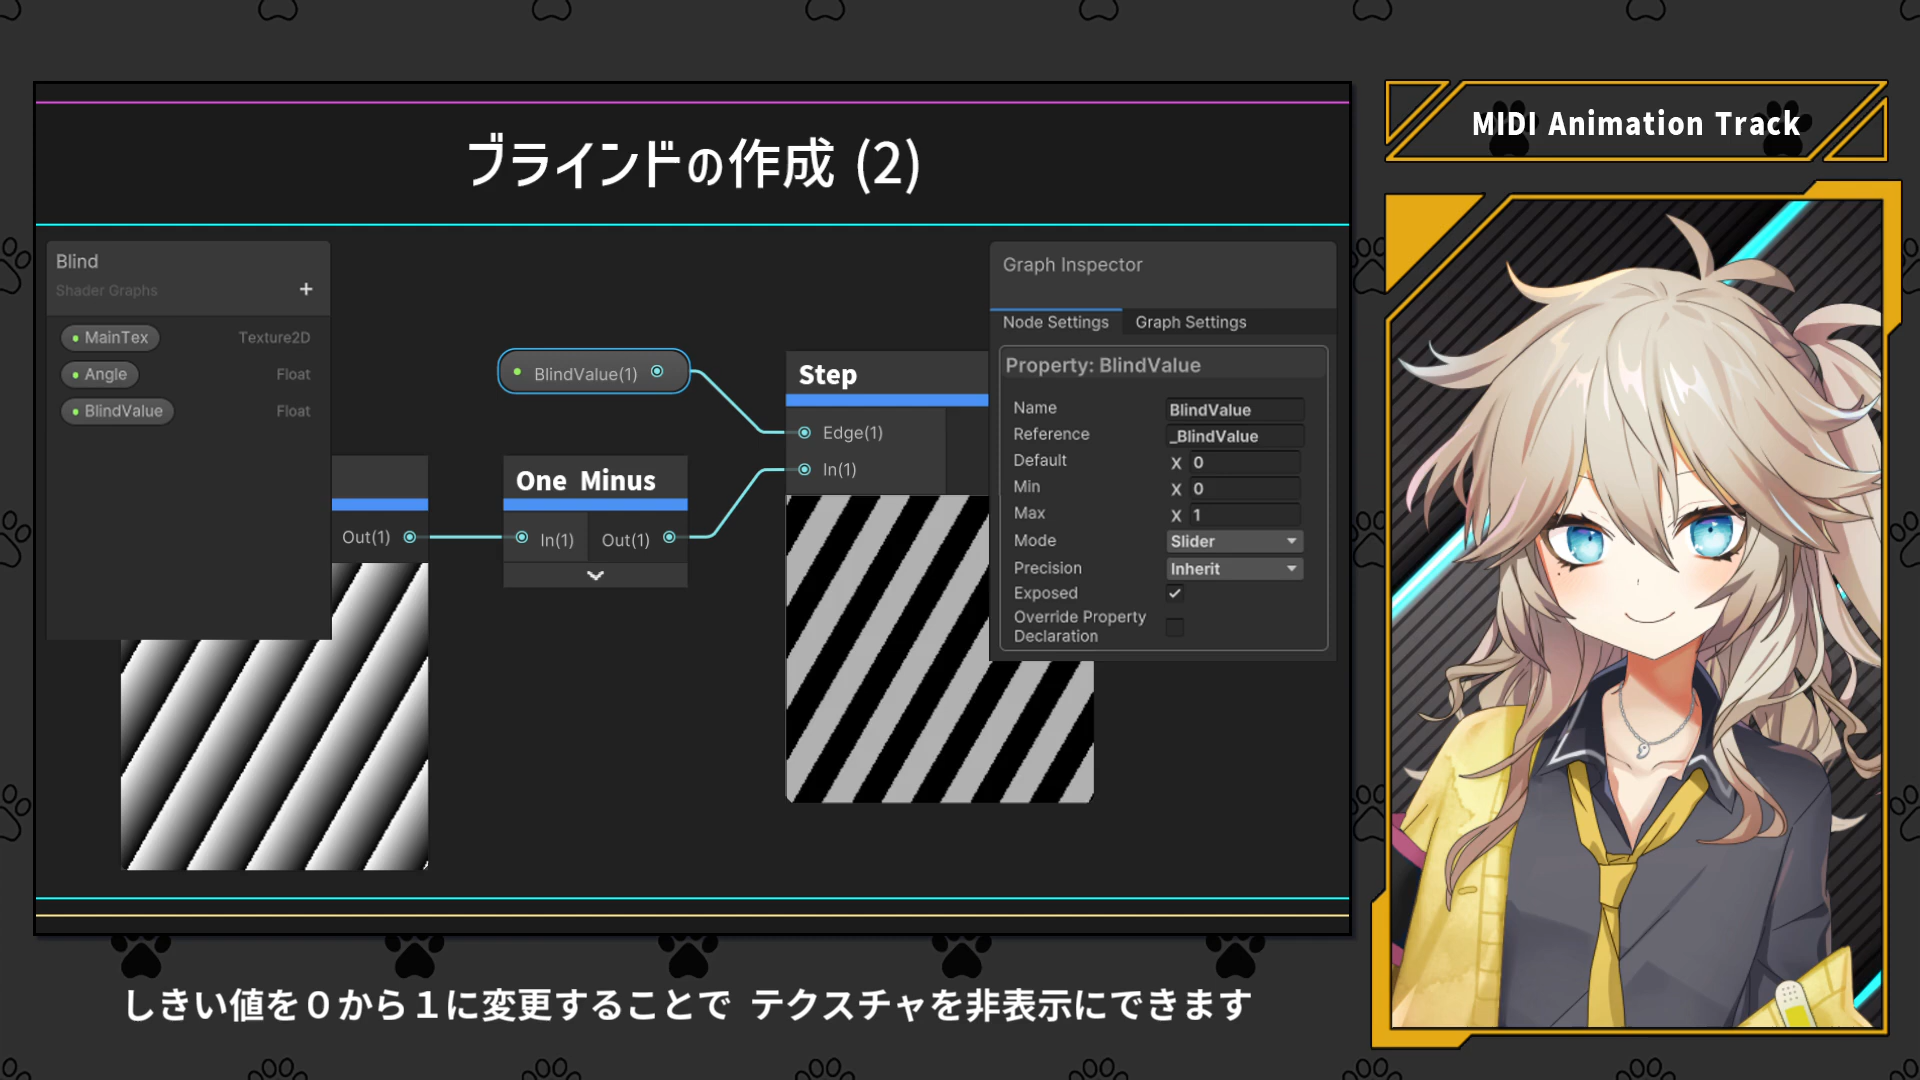 MIDI Animation Track
ブラインドの作成 (2)
Blind
Shader Graphs
+
MainTex Texture2D
Angle Float
BlindValue Float
Out(1)
One Minus
In(1) Out(1)
BlindValue(1)
Step
Edge(1)
In(1)
Graph Inspector
Node Settings Graph Settings
Property: BlindValue
Name BlindValue
Reference _BlindValue
Default X 0
Min X 0
Max X 1
Mode Slider
Precision Inherit
Exposed
Override Property
Declaration
しきい値を０から１に変更することで テクスチャを非表示にできます